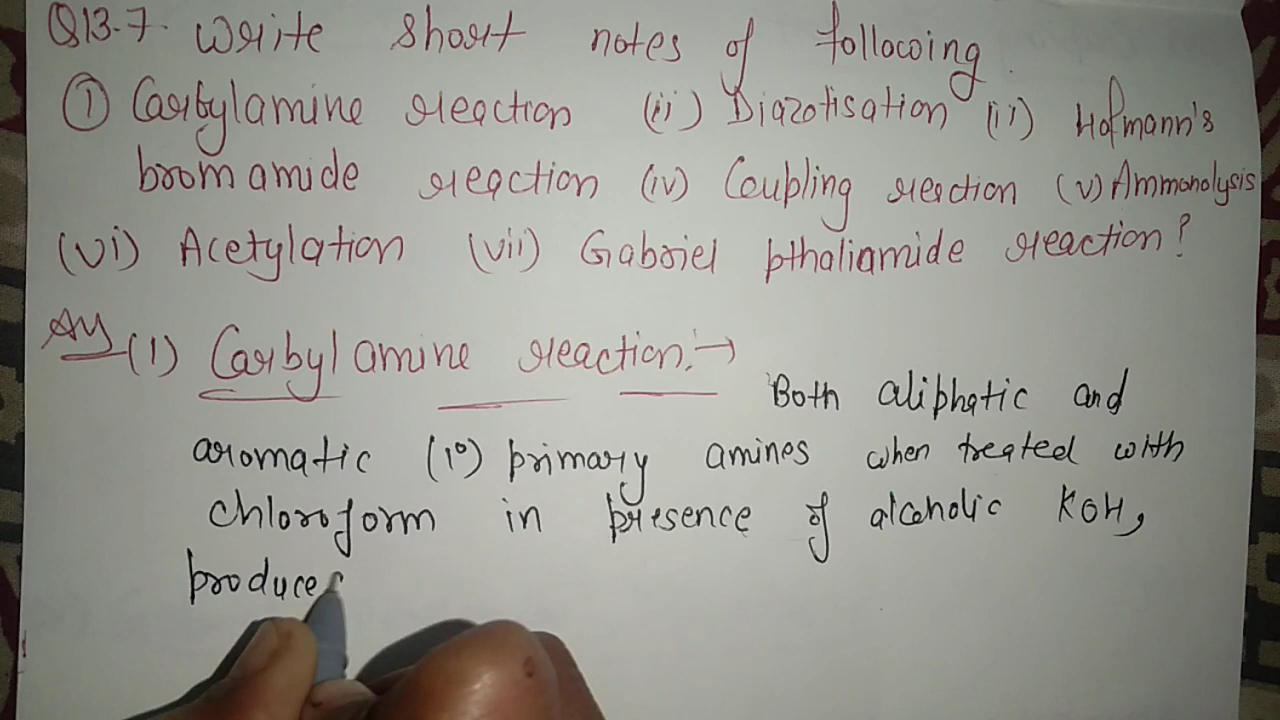 Q13.7. Write short notes of following
(i) Carbylamine reaction (ii) Diazotisation (ii) Hofmann's
bromamide reaction (iv) Coupling reaction (v) Ammonolysis
(vi) Acetylation (vii) Gabriel pthaliamide reaction?
Ans (1) Carbylamine reaction:→
Both aliphatic and
aromatic (1°) primary amines when treated with
chloroform in presence of alcoholic KOH,
produce